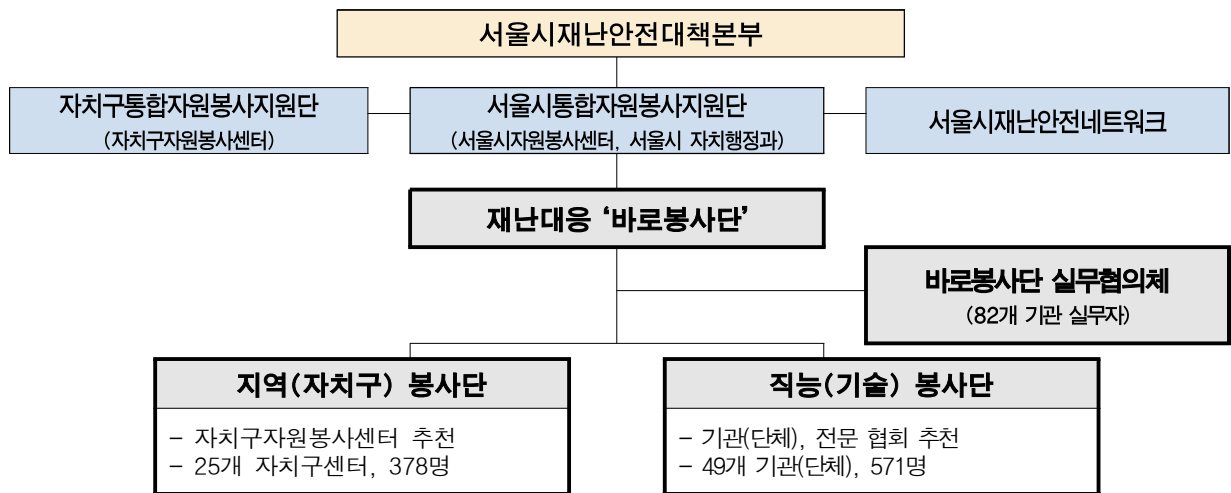 서울시재난안전대책본부
자치구통합자원봉사지원단
(자치구자원봉사센터)
서울시통합자원봉사지원단
(서울시자원봉사센터, 서울시 자치행정과)
서울시재난안전네트워크
재난대응 ‘바로봉사단’
바로봉사단 실무협의체
(82개 기관 실무자)
지역(자치구) 봉사단
- 자치구자원봉사센터 추천
- 25개 자치구센터, 378명
직능(기술) 봉사단
- 기관(단체), 전문 협회 추천
- 49개 기관(단체), 571명